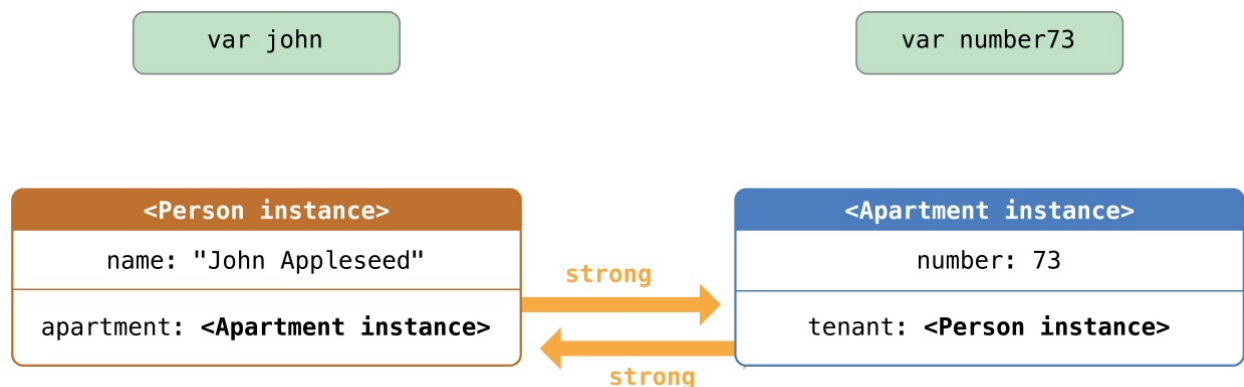 var john
var number73
<Person instance>
name: "John Appleseed"
apartment: <Apartment instance>
strong
strong
<Apartment instance>
number: 73
tenant: <Person instance>